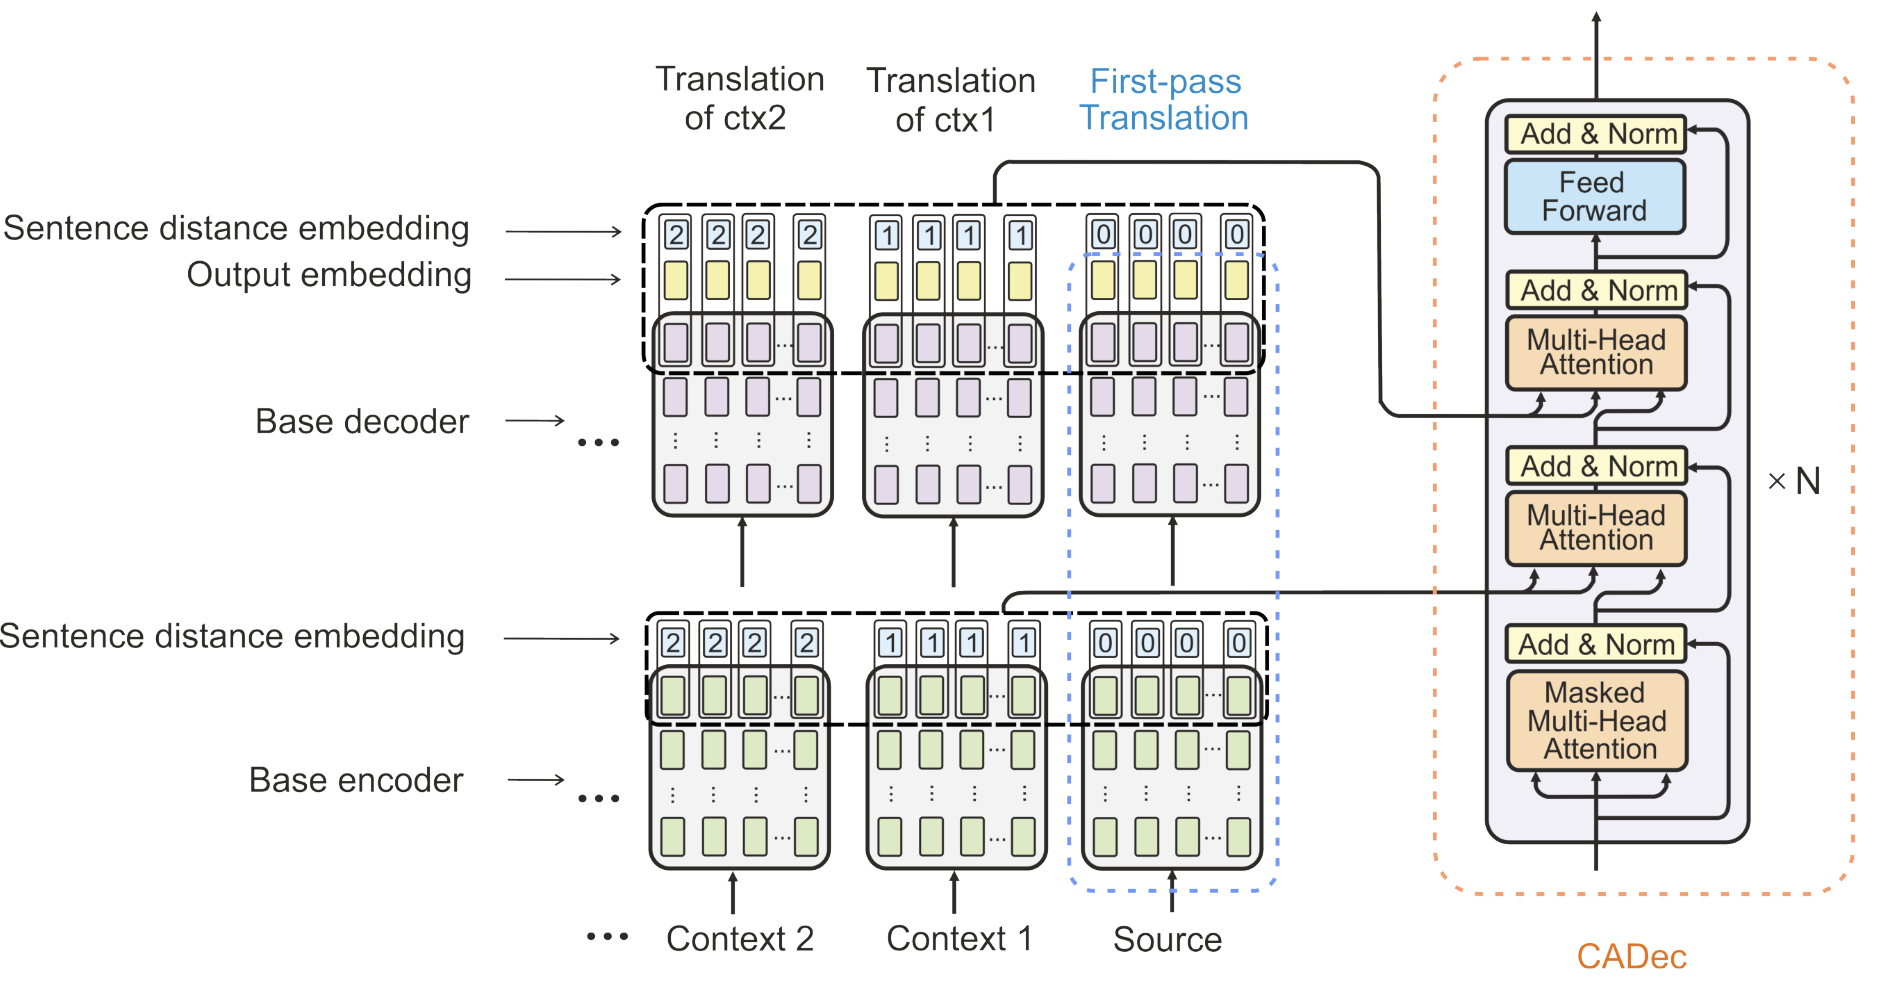 Translation
of ctx2
Translation
of ctx1
First-pass
Translation
Sentence distance embedding
2 2 2 2 1 1 1 1 0 0 0 0
Output embedding
... ... ...
Base decoder
... ... ... ...
... ... ...
Sentence distance embedding
2 2 2 2 1 1 1 1 0 0 0 0
... ... ...
Base encoder
... ... ... ...
... ... ...
... Context 2 Context 1 Source
Add & Norm
Feed
Forward
Add & Norm
Multi-Head
Attention
Add & Norm
Multi-Head
Attention
× N
Add & Norm
Masked
Multi-Head
Attention
CADec